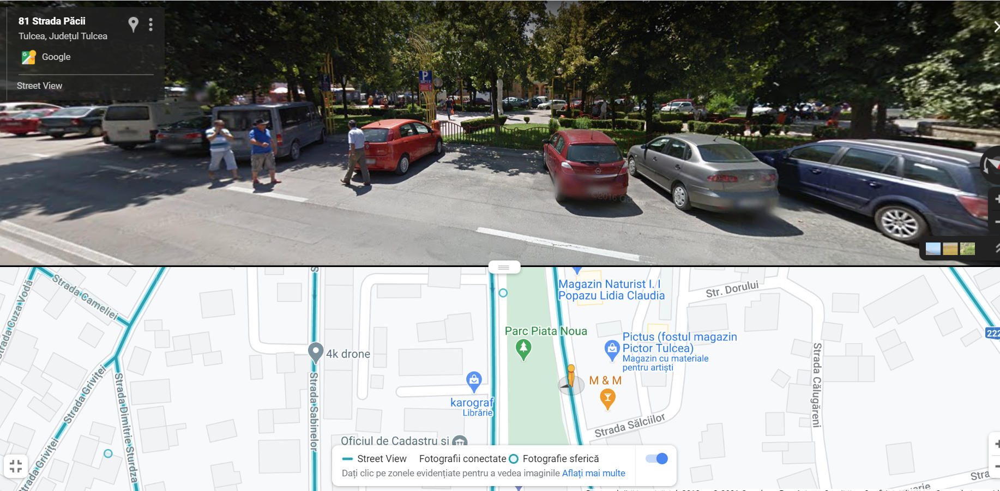 81 Strada Păcii
Tulcea, Județul Tulcea
Google
Street View
P
P
©2016 Google
Strada Cuza Vodă
Strada Cameliei
Strada Griviței
Strada Griviței
Strada Dimitrie Sturdza
4k drone
Strada Sabinelor
karograf
Librărie
Oficiul de Cadastru și
Parc Piata Noua
Magazin Naturist I. I
Popazu Lidia Claudia
Pictus (fostul magazin
Pictor Tulcea)
Magazin cu materiale
pentru artiști
M & M
Str. Dorului
Strada Sălciilor
Strada Călugăreni
222
Street View
Fotografii conectate
Fotografie sferică
Dați clic pe zonele evidențiate pentru a vedea imaginile Aflați mai multe